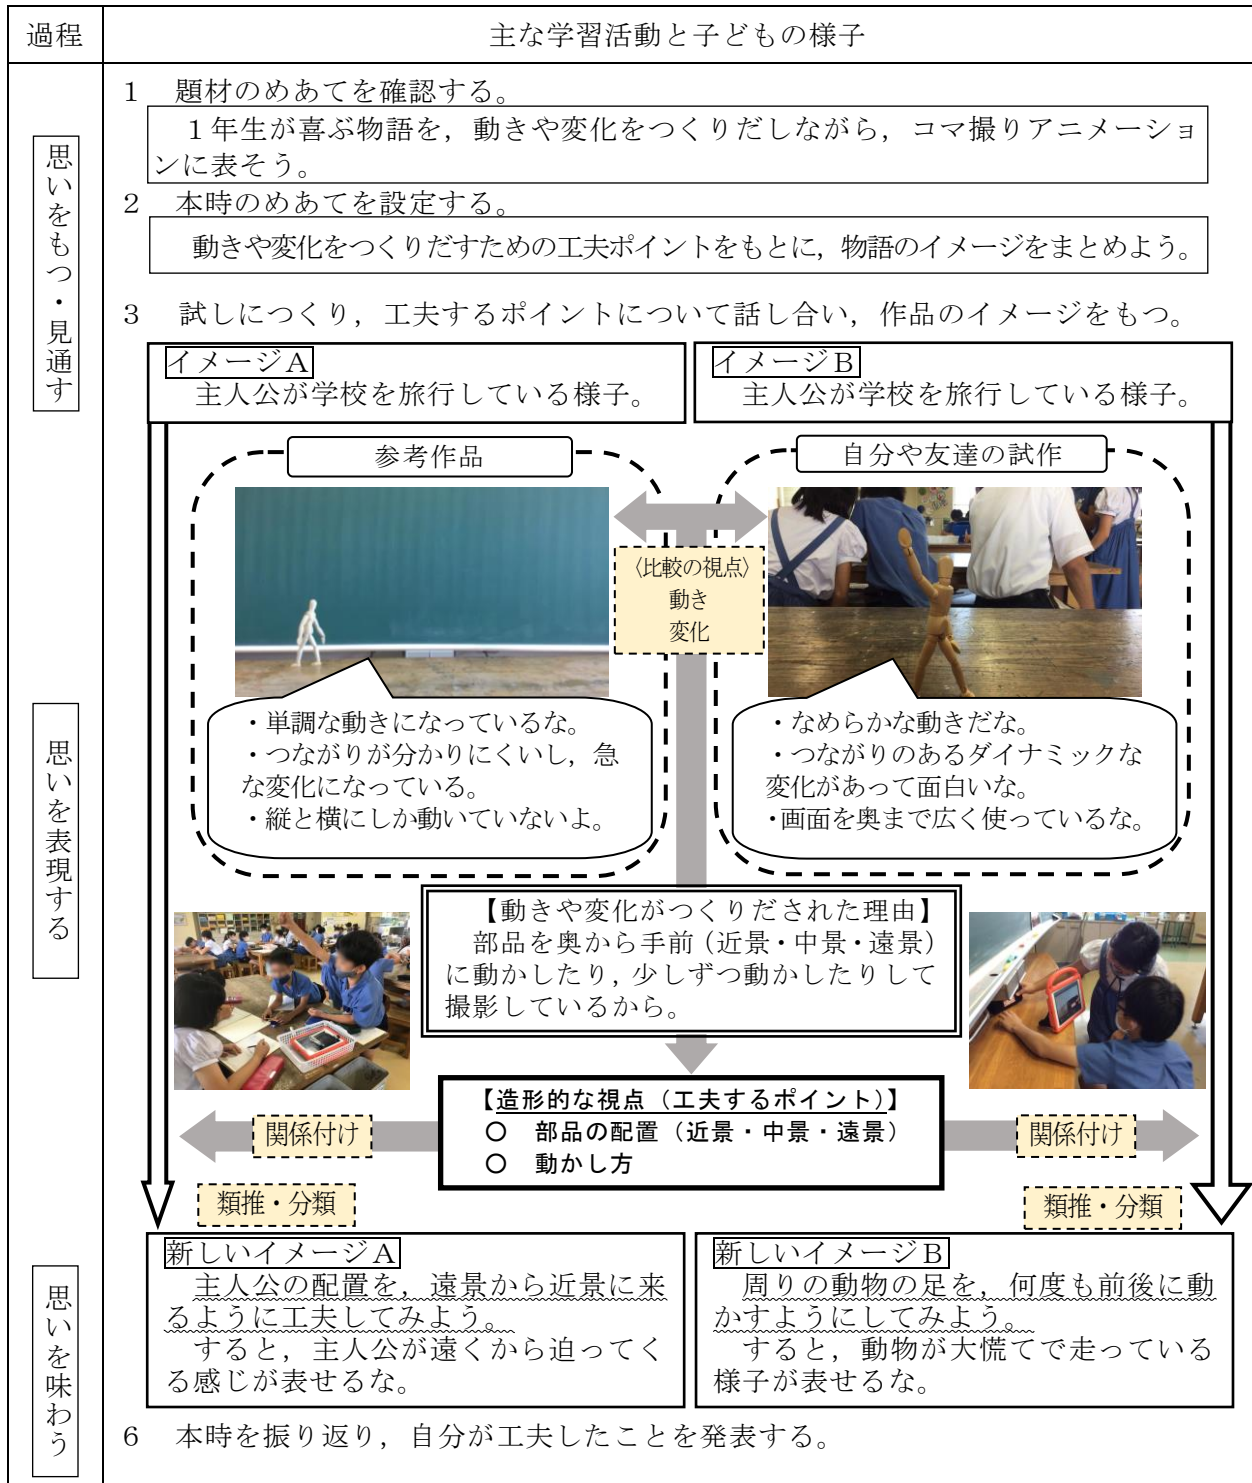 過程
主な学習活動と子どもの様子
思いをもつ・見通す
1 題材のめあてを確認する。
1年生が喜ぶ物語を，動きや変化をつくりだしながら，コマ撮りアニメーショ
ンに表そう。
2 本時のめあてを設定する。
動きや変化をつくりだすための工夫ポイントをもとに，物語のイメージをまとめよう。
3 試しにつくり，工夫するポイントについて話し合い，作品のイメージをもつ。
イメージA
主人公が学校を旅行している様子。
イメージB
主人公が学校を旅行している様子。
参考作品
自分や友達の試作
〈比較の視点〉
動き
変化
・単調な動きになっているな。
・つながりが分かりにくいし，急
な変化になっている。
・縦と横にしか動いていないよ。
・なめらかな動きだな。
・つながりのあるダイナミックな
変化があって面白いな。
・画面を奥まで広く使っているな。
思いを表現する
【動きや変化がつくりだされた理由】
部品を奥から手前（近景・中景・遠景）
に動かしたり，少しずつ動かしたりして
撮影しているから。
【造形的な視点（工夫するポイント）】
○ 部品の配置（近景・中景・遠景）
○ 動かし方
関係付け
関係付け
類推・分類
類推・分類
新しいイメージA
主人公の配置を，遠景から近景に来
るように工夫してみよう。
すると，主人公が遠くから迫ってく
る感じが表せるな。
新しいイメージB
周りの動物の足を，何度も前後に動
かすようにしてみよう。
すると，動物が大慌てで走っている
様子が表せるな。
思いを味わう
6 本時を振り返り，自分が工夫したことを発表する。